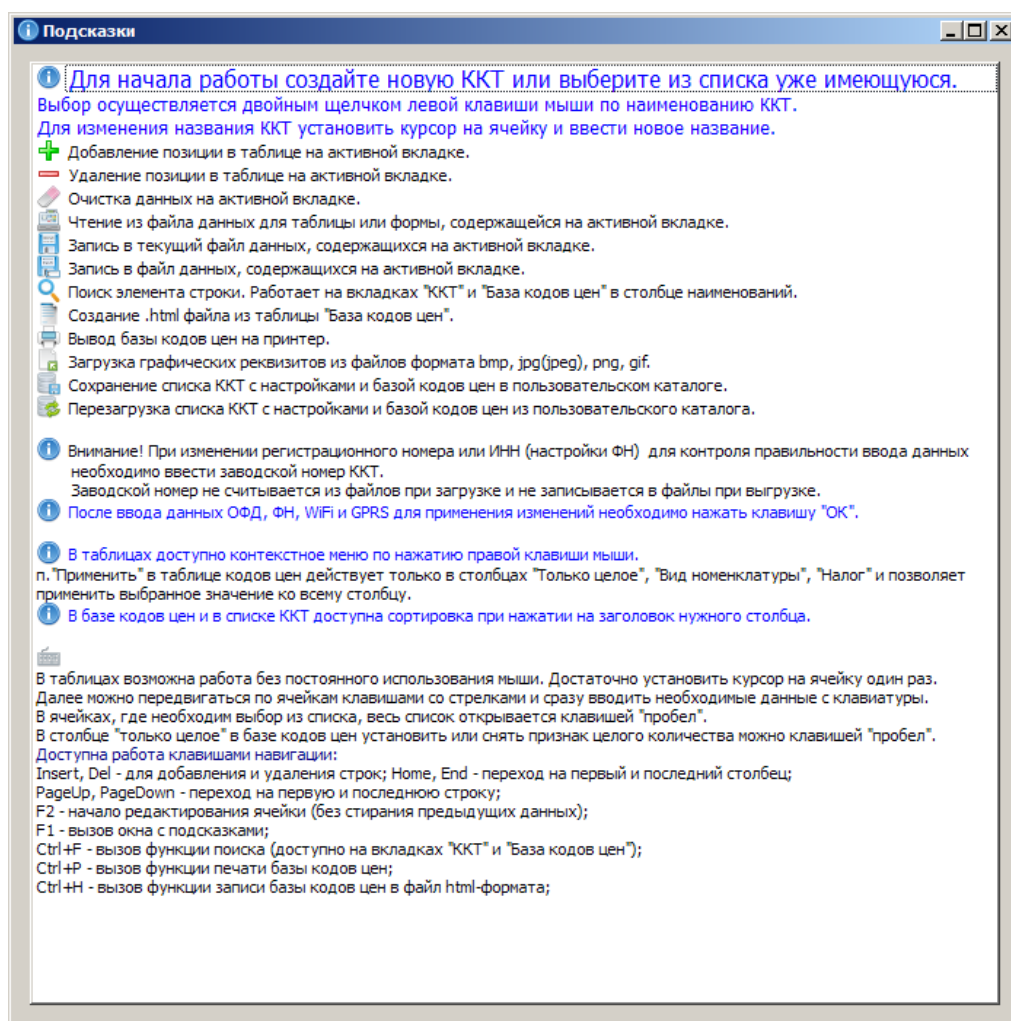 Подсказки
Для начала работы создайте новую ККТ или выберите из списка уже имеющуюся.
Выбор осуществляется двойным щелчком левой клавиши мыши по наименованию ККТ.
Для изменения названия ККТ установить курсор на ячейку и ввести новое название.
Добавление позиции в таблице на активной вкладке.
Удаление позиции в таблице на активной вкладке.
Очистка данных на активной вкладке.
Чтение из файла данных для таблицы или формы, содержащейся на активной вкладке.
Запись в текущий файл данных, содержащихся на активной вкладке.
Запись в файл данных, содержащихся на активной вкладке.
Поиск элемента строки. Работает на вкладках "ККТ" и "База кодов цен" в столбце наименований.
Создание .html файла из таблицы "База кодов цен".
Вывод базы кодов цен на принтер.
Загрузка графических реквизитов из файлов формата bmp, jpg(jpeg), png, gif.
Сохранение списка ККТ с настройками и базой кодов цен в пользовательском каталоге.
Перезагрузка списка ККТ с настройками и базой кодов цен из пользовательского каталога.
Внимание! При изменении регистрационного номера или ИНН (настройки ФН) для контроля правильности ввода данных
необходимо ввести заводской номер ККТ.
Заводской номер не считывается из файлов при загрузке и не записывается в файлы при выгрузке.
После ввода данных ОФД, ФН, WiFi и GPRS для применения изменений необходимо нажать клавишу "ОК".
В таблицах доступно контекстное меню по нажатию правой клавиши мыши.
п."Применить" в таблице кодов цен действует только в столбцах "Только целое", "Вид номенклатуры", "Налог" и позволяет
применить выбранное значение ко всему столбцу.
В базе кодов цен и в списке ККТ доступна сортировка при нажатии на заголовок нужного столбца.
В таблицах возможна работа без постоянного использования мыши. Достаточно установить курсор на ячейку один раз.
Далее можно передвигаться по ячейкам клавишами со стрелками и сразу вводить необходимые данные с клавиатуры.
В ячейках, где необходим выбор из списка, весь список открывается клавишей "пробел".
В столбце "только целое" в базе кодов цен установить или снять признак целого количества можно клавишей "пробел".
Доступна работа клавишами навигации:
Insert, Del - для добавления и удаления строк; Home, End - переход на первый и последний столбец;
PageUp, PageDown - переход на первую и последнюю строку;
F2 - начало редактирования ячейки (без стирания предыдущих данных);
F1 - вызов окна с подсказками;
Ctrl+F - вызов функции поиска (доступно на вкладках "ККТ" и "База кодов цен");
Ctrl+P - вызов функции печати базы кодов цен;
Ctrl+H - вызов функции записи базы кодов цен в файл html-формата;